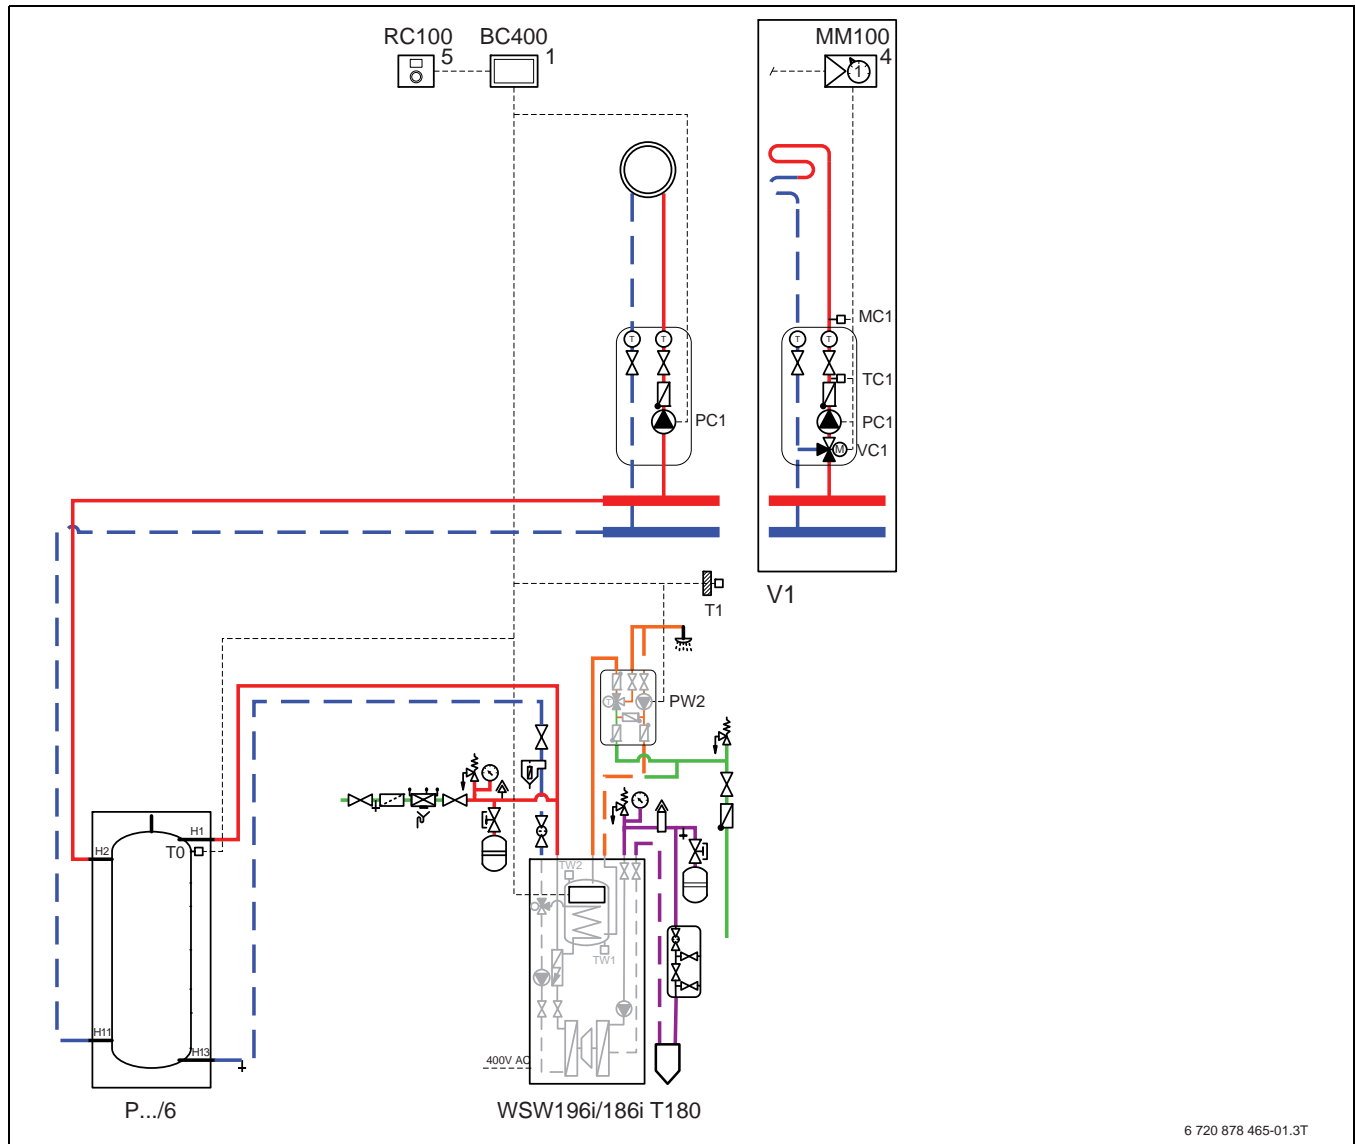 RC100
5
BC400
1
MM100
4
1
MC1
T
T
T
T
TC1
PC1
PC1
M
VC1
T1
V1
T
PW2
H1
T0
H2
TW2
TW1
H11
H13
400V AC
P.../6
WSW196i/186i T180
6 720 878 465-01.3T